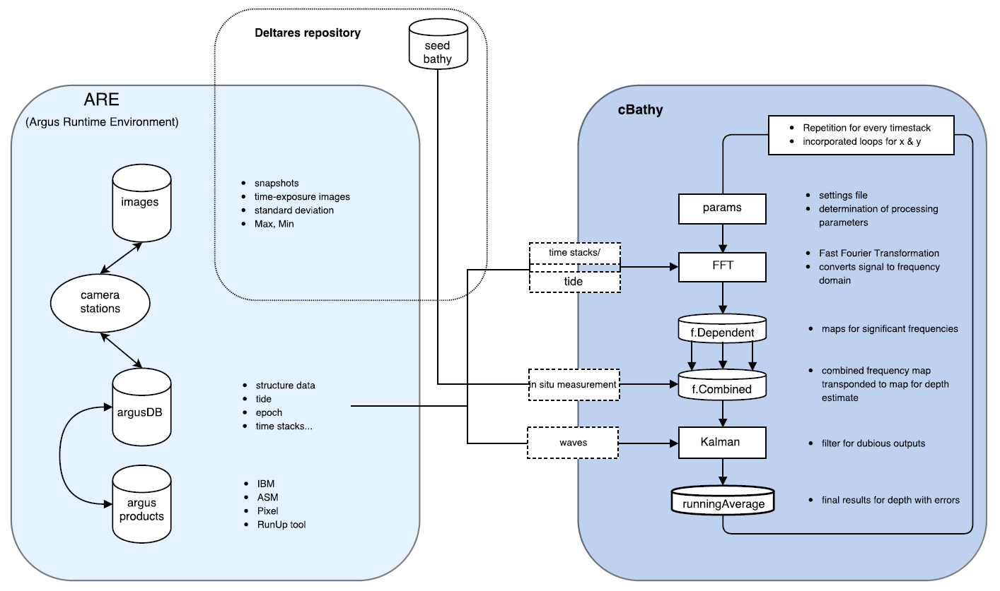 Deltares repository
seed
bathy
ARE
(Argus Runtime Environment)
images
snapshots
time-exposure images
standard deviation
Max, Min
camera
stations
argusDB
structure data
tide
epoch
time stacks...
argus
products
IBM
ASM
Pixel
RunUp tool
time stacks/
tide
in situ measurement
waves
cBathy
Repetition for every timestack
incorporated loops for x & y
params
settings file
determination of processing
parameters
FFT
Fast Fourier Transformation
converts signal to frequency
domain
f.Dependent
maps for significant frequencies
f.Combined
combined frequency map
transponded to map for depth
estimate
Kalman
filter for dubious outputs
runningAverage
final results for depth with errors